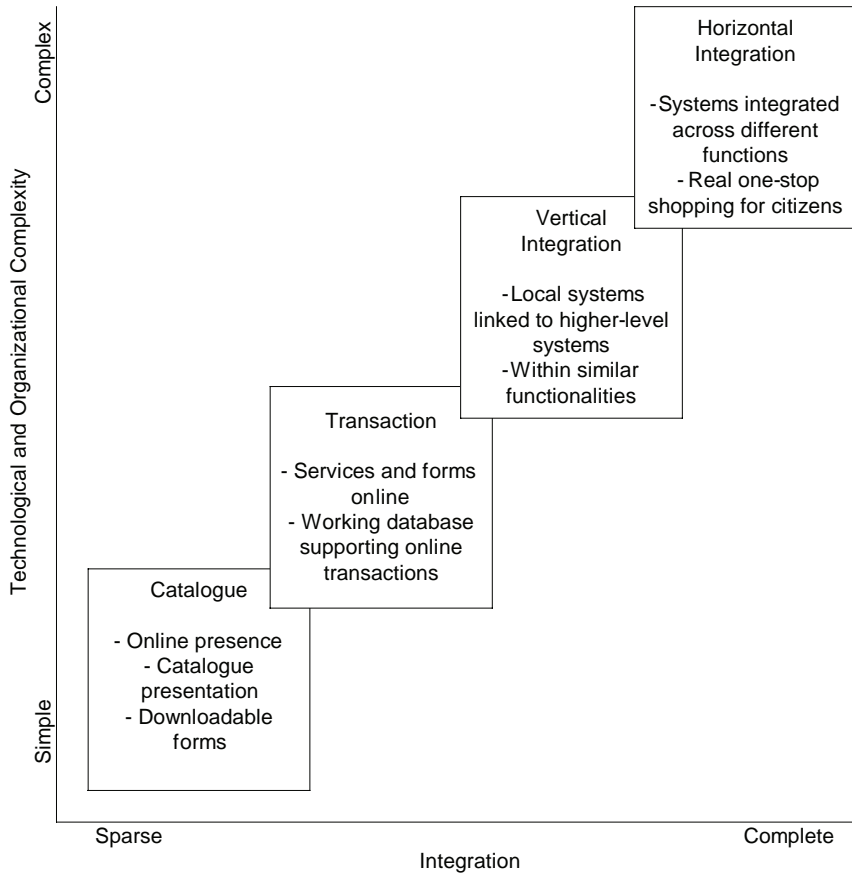 Complex
Technological and Organizational Complexity
Simple
Horizontal
Integration
-Systems integrated
across different
functions
- Real one-stop
shopping for citizens
Vertical
Integration
-Local systems
linked to higher-level
systems
-Within similar
functionalities
Transaction
- Services and forms
online
- Working database
supporting online
transactions
Catalogue
- Online presence
- Catalogue
presentation
- Downloadable
forms
Sparse
Complete
Integration